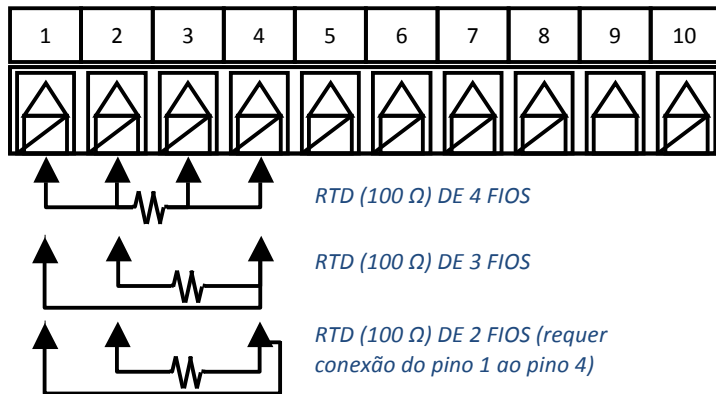 1 2 3 4 5 6 7 8 9 10
RTD (100 Ω) DE 4 FIOS
RTD (100 Ω) DE 3 FIOS
RTD (100 Ω) DE 2 FIOS (requer
conexão do pino 1 ao pino 4)